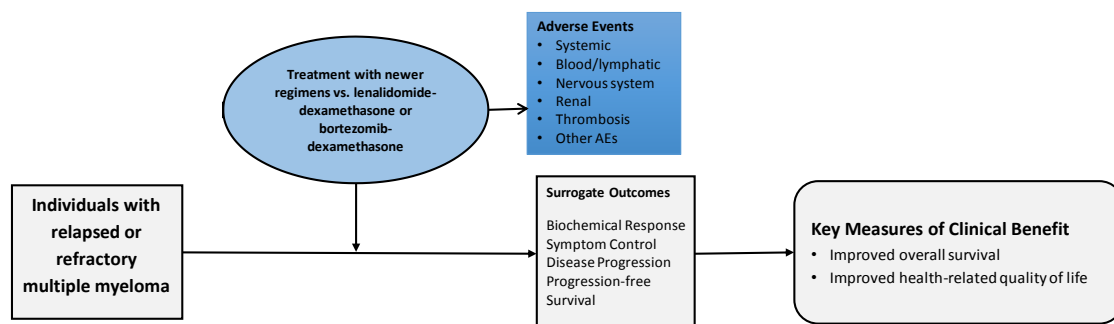 Adverse Events
• Systemic
• Blood/lymphatic
• Nervous system
• Renal
• Thrombosis
• Other AEs
Treatment with newer
regimens vs. lenalidomide-
dexamethasone or
bortezomib-
dexamethasone
Individuals with
relapsed or
refractory
multiple myeloma
Surrogate Outcomes
Biochemical Response
Symptom Control
Disease Progression
Progression-free
Survival
Key Measures of Clinical Benefit
• Improved overall survival
• Improved health-related quality of life